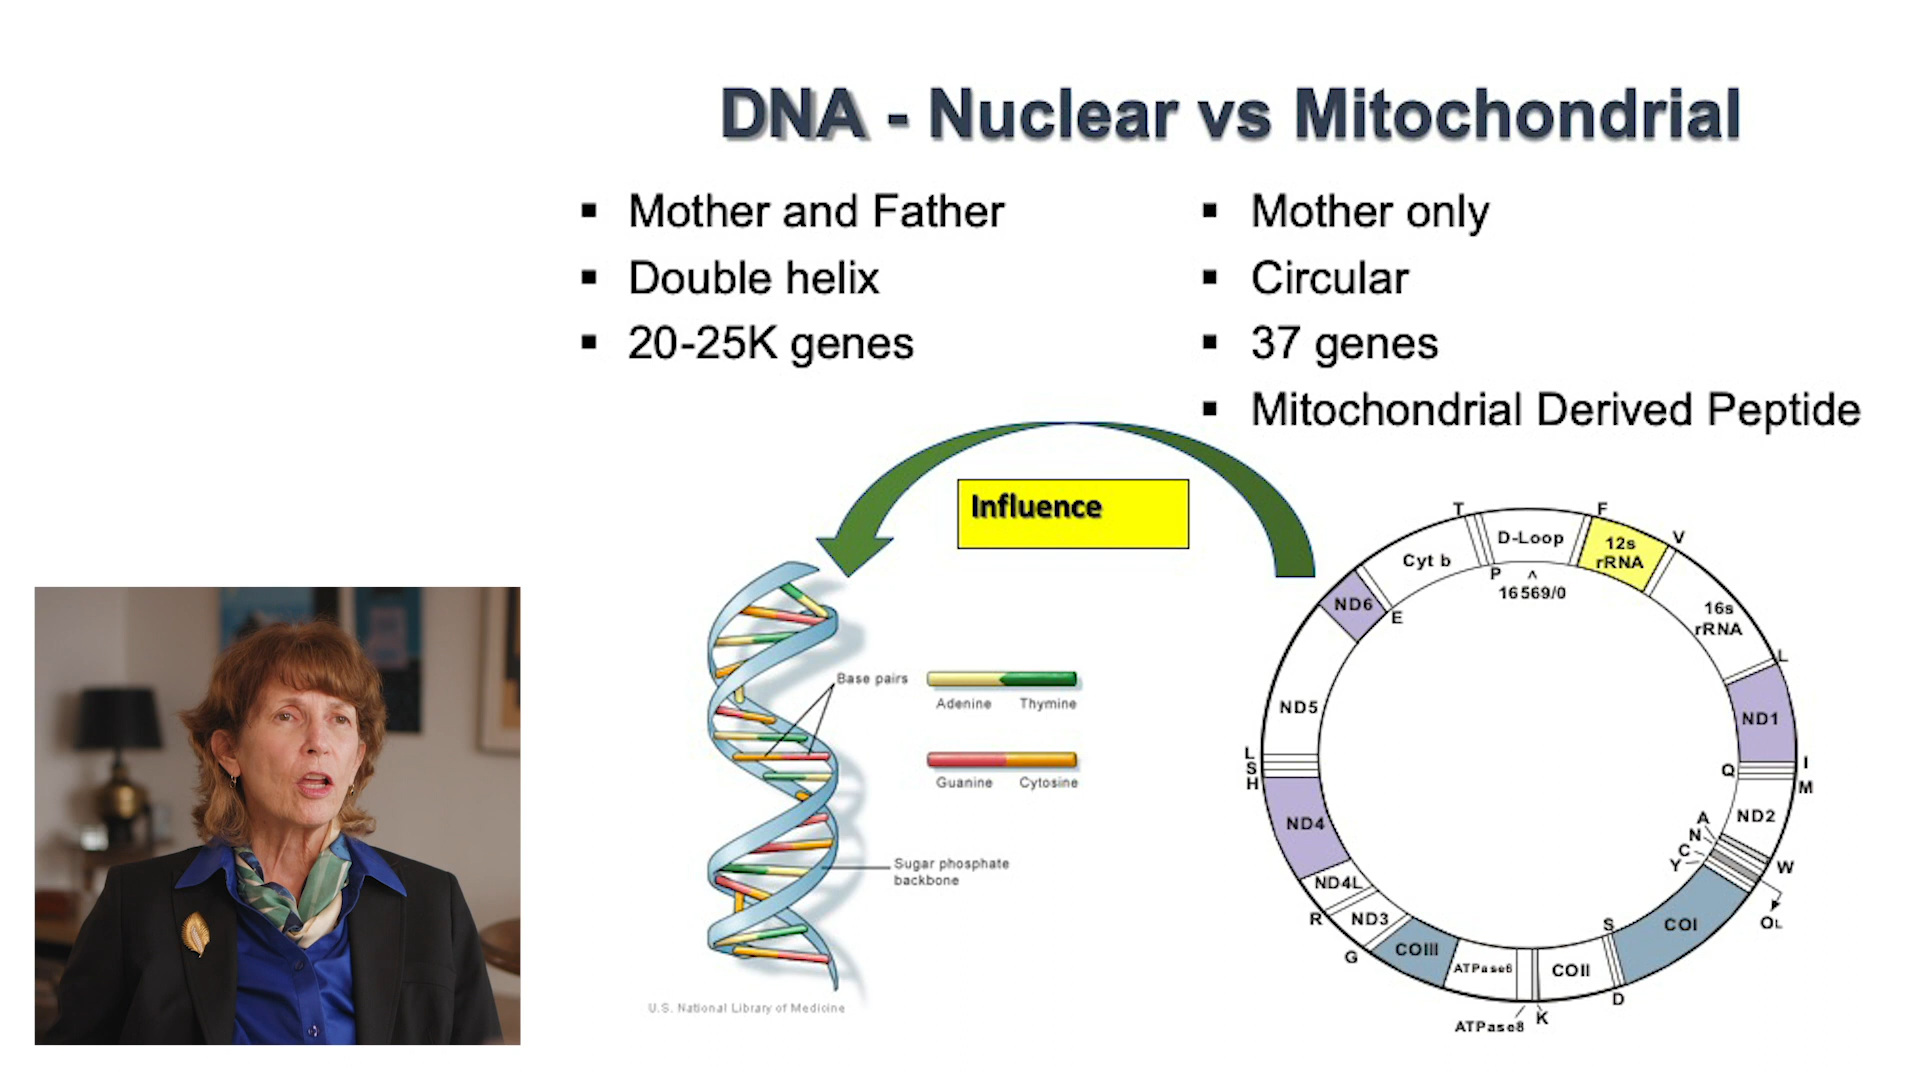 DNA - Nuclear vs Mitochondrial
Mother and Father
Double helix
20-25K genes
Mother only
Circular
37 genes
Mitochondrial Derived Peptide
Influence
Base pairs
Adenine Thymine
Guanine Cytosine
Sugar phosphate
backbone
U.S. National Library of Medicine
T
D-Loop
F
12s
rRNA
V
Cyt b
P
^
16569/0
16s
rRNA
ND6
E
L
ND1
ND5
I
Q
M
L
S
H
ND2
A
N
C
Y
W
OL
ND4
COI
S
ND4L
R
ND3
G
COIII
ATPase6
COII
D
K
ATPase8